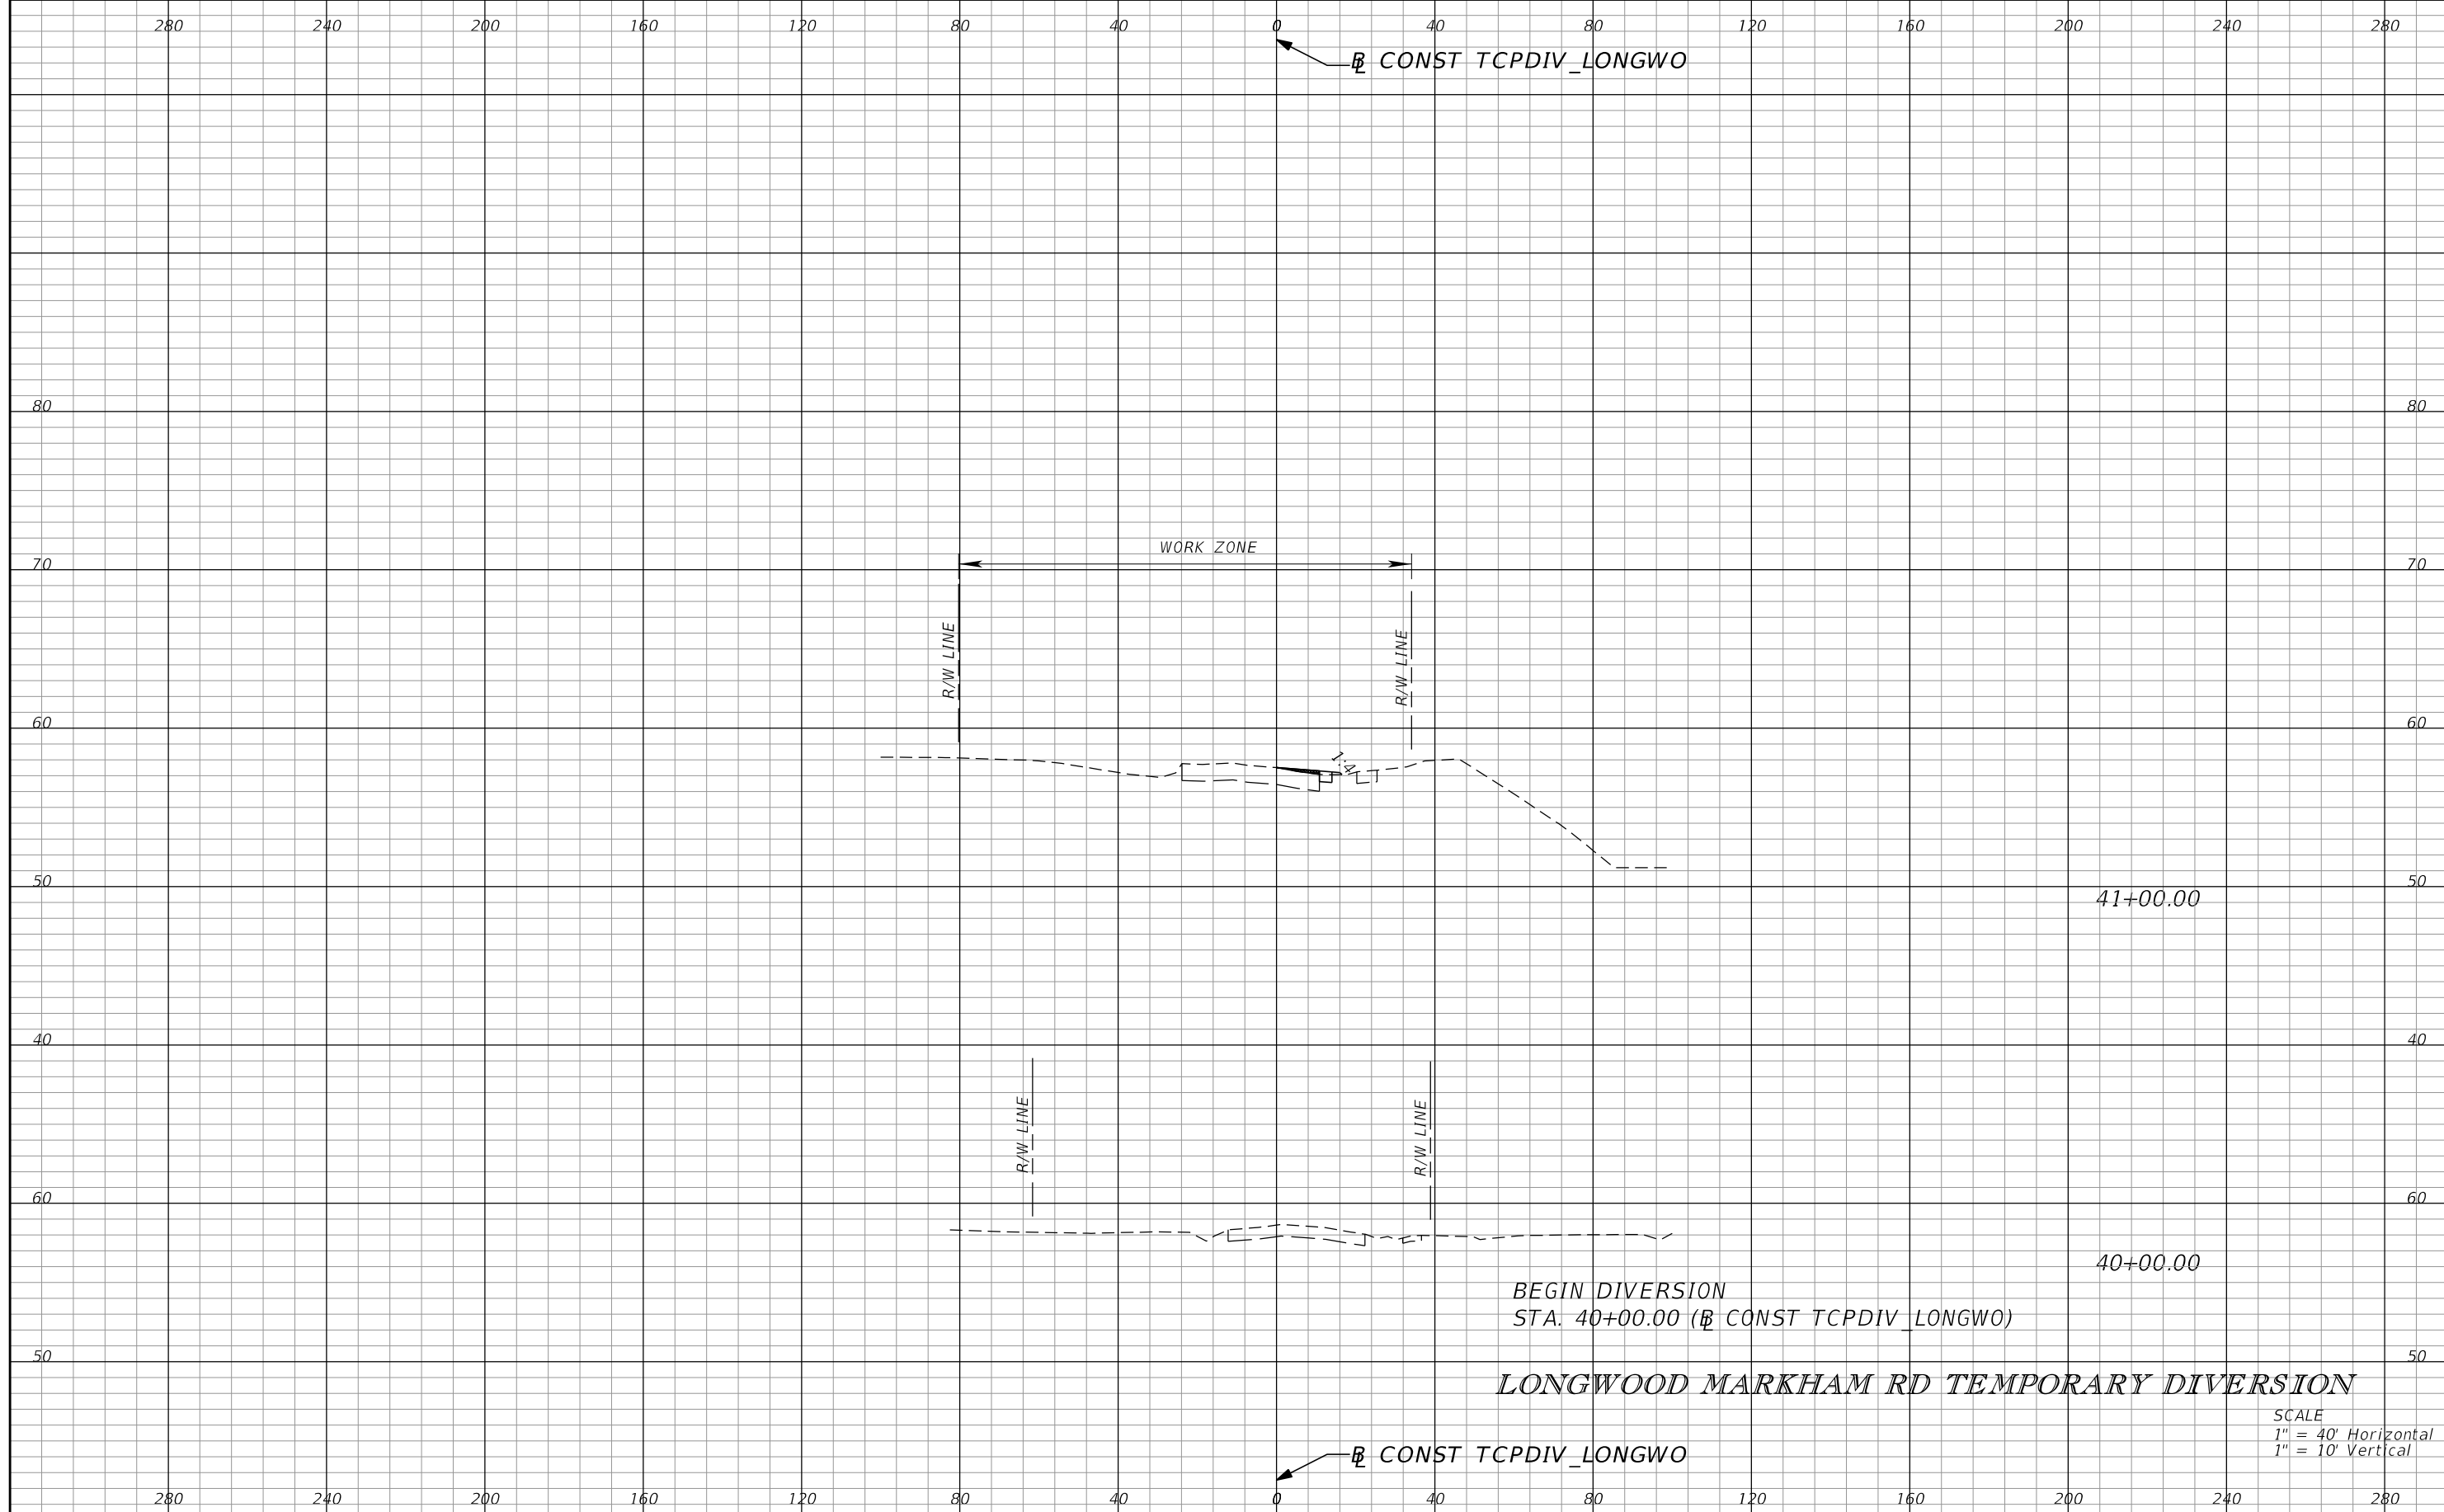 280 240 200 160 120 80 40 0 40 80 120 160 200 240 280
B͏L CONST TCPDIV_LONGWO
80 80
WORK ZONE
70 70
R/W LINE R/W LINE
60 60
1:4
50 50
41+00.00
40 40
R/W LINE R/W LINE
60 60
40+00.00
BEGIN DIVERSION
STA. 40+00.00 (BL CONST TCPDIV_LONGWO)
50 50
LONGWOOD MARKHAM RD TEMPORARY DIVERSION
SCALE
1" = 40' Horizontal
1" = 10' Vertical
BL CONST TCPDIV_LONGWO
280 240 200 160 120 80 40 0 40 80 120 160 200 240 280